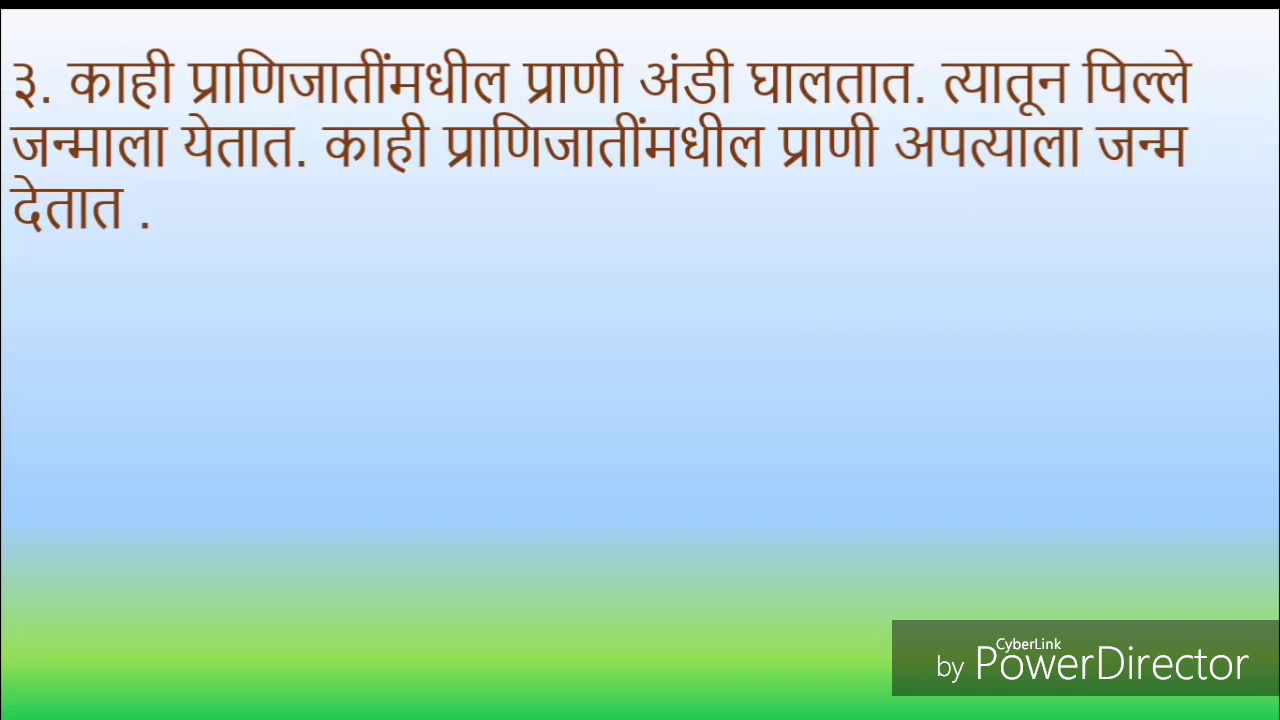 ३. काही प्राणिजातींमधील प्राणी अंडी घालतात. त्यातून पिल्ले
जन्माला येतात. काही प्राणिजातींमधील प्राणी अपत्याला जन्म
देतात .
CyberLink
by PowerDirector